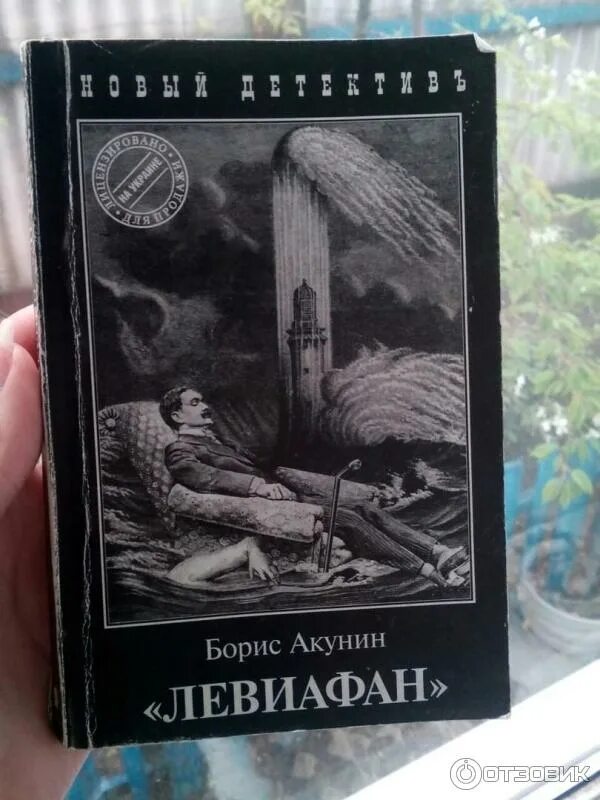 НОВЫЙ ДЕТЕКТИВЪ
ЛИЦЕНЗИРОВАНО
НА УКРАИНЕ
ДЛЯ ПРОДАЖИ
Борис Акунин
«ЛЕВИАФАН»
ОТЗОВИК